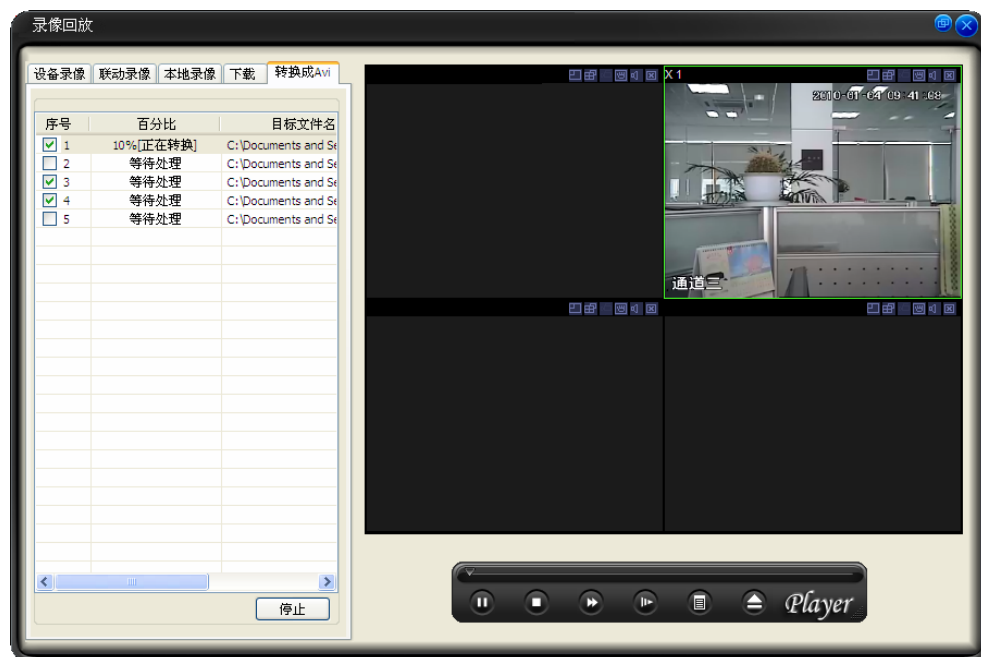 录像回放
设备录像 联动录像 本地录像 下载 转换成Avi
序号 百分比 目标文件名
1 10%[正在转换] C:\Documents and Se
2 等待处理 C:\Documents and Se
3 等待处理 C:\Documents and Se
4 等待处理 C:\Documents and Se
5 等待处理 C:\Documents and Se
停止
X 1
2010-01-04 09:41:08
通道三
Player